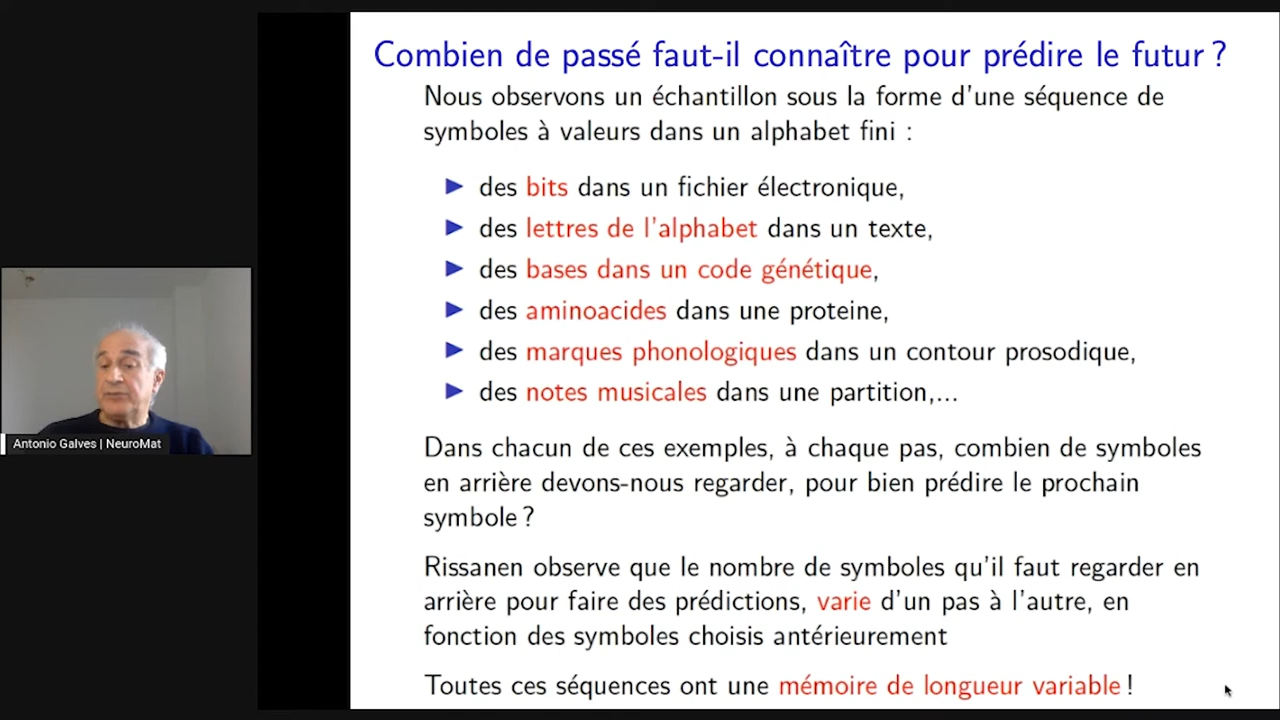 Combien de passé faut-il connaître pour prédire le futur ?
Nous observons un échantillon sous la forme d'une séquence de
symboles à valeurs dans un alphabet fini :
▶ des bits dans un fichier électronique,
▶ des lettres de l'alphabet dans un texte,
▶ des bases dans un code génétique,
▶ des aminoacides dans une proteine,
▶ des marques phonologiques dans un contour prosodique,
▶ des notes musicales dans une partition,...
Dans chacun de ces exemples, à chaque pas, combien de symboles
en arrière devons-nous regarder, pour bien prédire le prochain
symbole ?
Rissanen observe que le nombre de symboles qu'il faut regarder en
arrière pour faire des prédictions, varie d'un pas à l'autre, en
fonction des symboles choisis antérieurement
Toutes ces séquences ont une mémoire de longueur variable !
Antonio Galves | NeuroMat